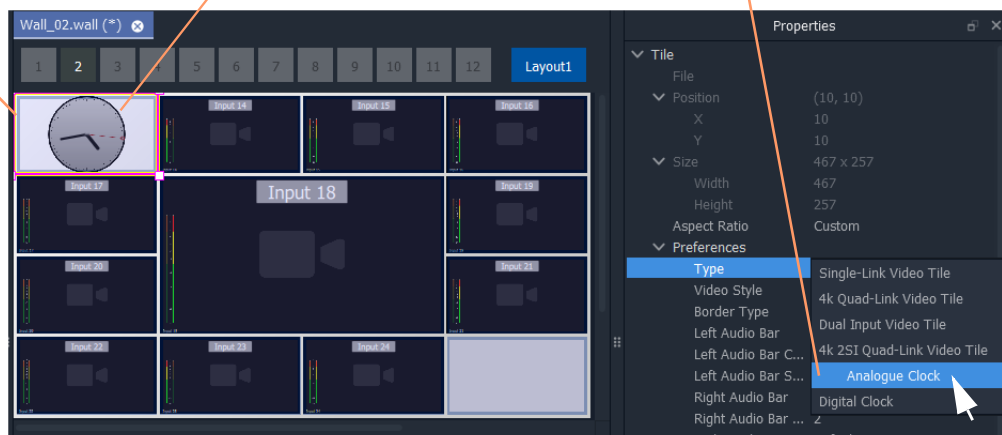 Wall_02.wall (*)
1 2 3 4 5 6 7 8 9 10 11 12 Layout1
Input 14 Input 15 Input 16
Input 17 Input 18 Input 19
Input 20 Input 21
Input 22 Input 23 Input 24
Properties
Tile
File
Position (10, 10)
X 10
Y 10
Size 467 x 257
Width 467
Height 257
Aspect Ratio Custom
Preferences
Type
Video Style
Border Type
Left Audio Bar
Left Audio Bar C...
Left Audio Bar S...
Right Audio Bar
Right Audio Bar ... 2
Single-Link Video Tile
4k Quad-Link Video Tile
Dual Input Video Tile
4k 2SI Quad-Link Video Tile
Analogue Clock
Digital Clock